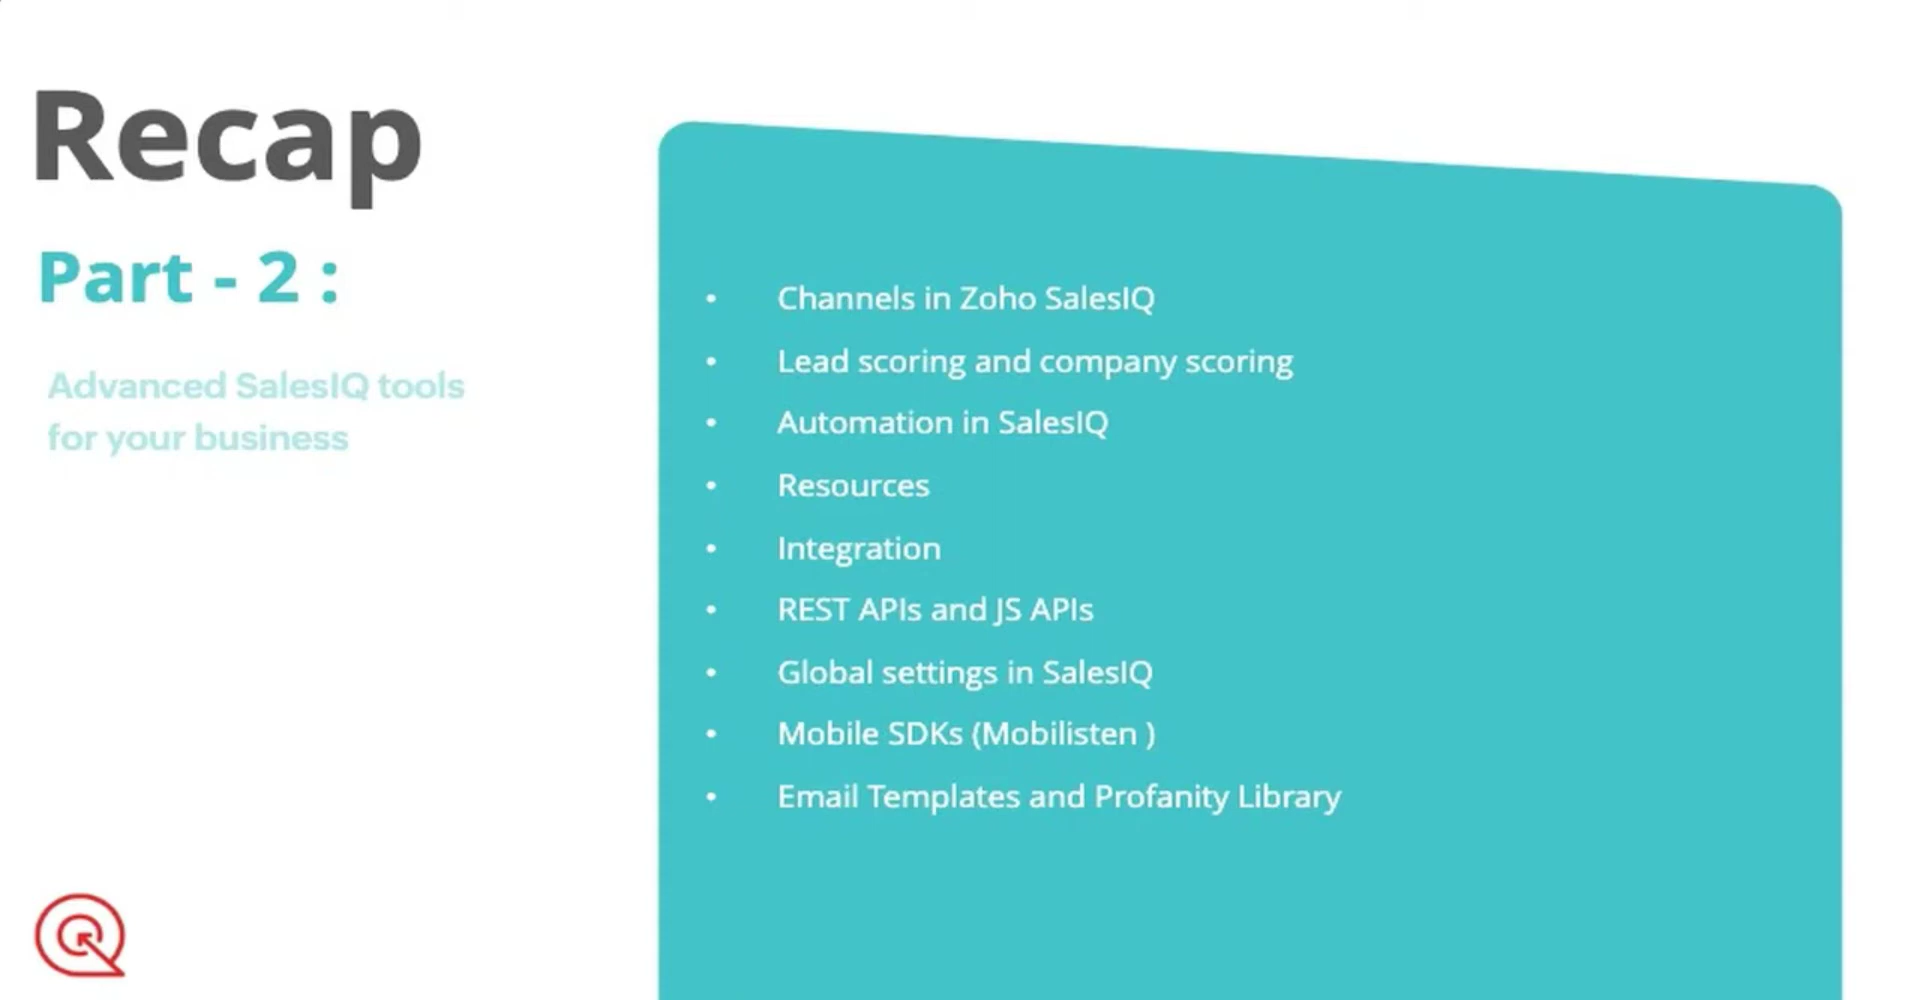 Recap
Part - 2 :
Advanced SalesIQ tools
for your business
• Channels in Zoho SalesIQ
• Lead scoring and company scoring
• Automation in SalesIQ
• Resources
• Integration
• REST APIs and JS APIs
• Global settings in SalesIQ
• Mobile SDKs (Mobilisten )
• Email Templates and Profanity Library